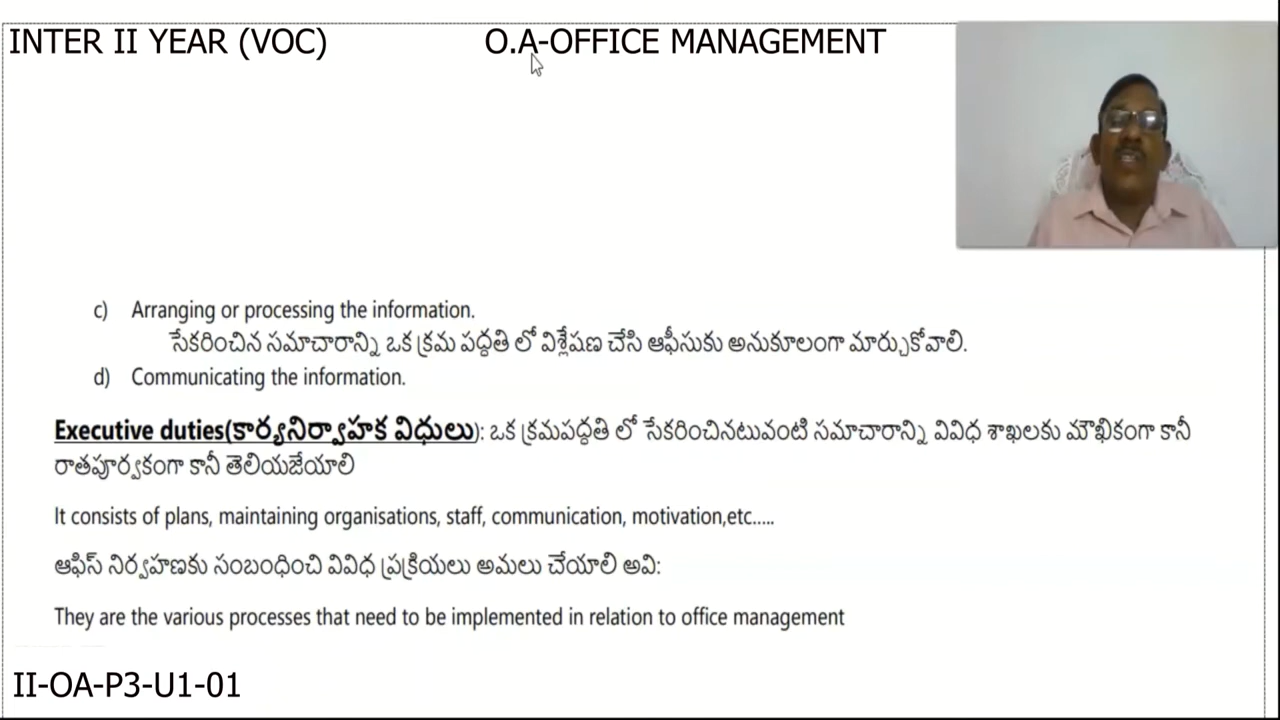 INTER II YEAR (VOC) O.A-OFFICE MANAGEMENT
c) Arranging or processing the information.
సేకరించిన సమాచారాన్ని ఒక క్రమ పద్ధతి లో విశ్లేషణ చేసి ఆఫీసుకు అనుకూలంగా మార్చుకోవాలి.
d) Communicating the information.
Executive duties(కార్యనిర్వాహక విధులు): ఒక క్రమపద్ధతి లో సేకరించినటువంటి సమాచారాన్ని వివిధ శాఖలకు మౌఖికంగా కానీ
రాతపూర్వకంగా కానీ తెలియజేయాలి
It consists of plans, maintaining organisations, staff, communication, motivation,etc.....
ఆఫిస్ నిర్వహణకు సంబంధించి వివిధ ప్రక్రియలు అమలు చేయాలి అవి:
They are the various processes that need to be implemented in relation to office management
II-OA-P3-U1-01